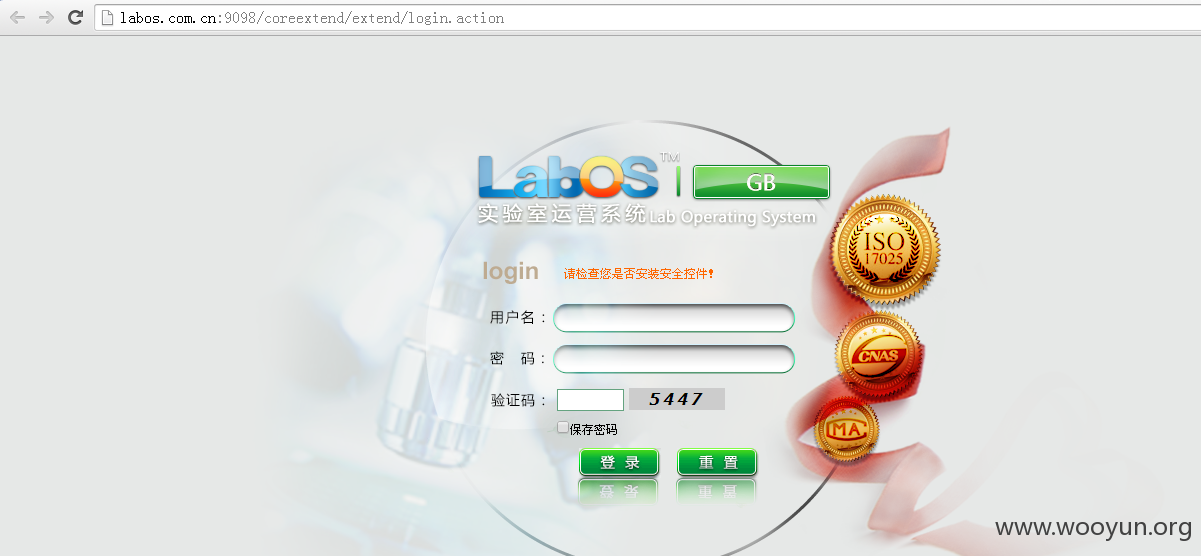 labos.com.cn:9098/coreextend/extend/login.action
LabOS TM GB
实验室运营系统 Lab Operating System
ISO
17025
login 请检查您是否安装安全控件!
用户名：
密 码：
CNAS
验证码： 5447
MA
保存密码
登 录 重 置
www.wooyun.org